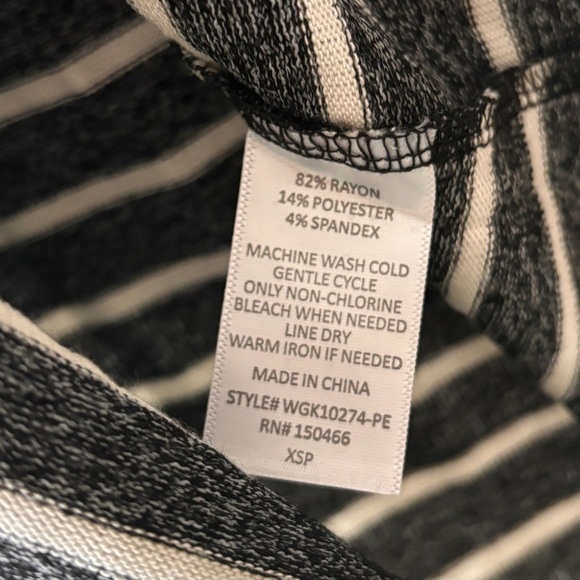 82% RAYON
14% POLYESTER
4% SPANDEX
MACHINE WASH COLD
GENTLE CYCLE
ONLY NON-CHLORINE
BLEACH WHEN NEEDED
LINE DRY
WARM IRON IF NEEDED
MADE IN CHINA
STYLE# WGK10274-PE
RN# 150466
XSP